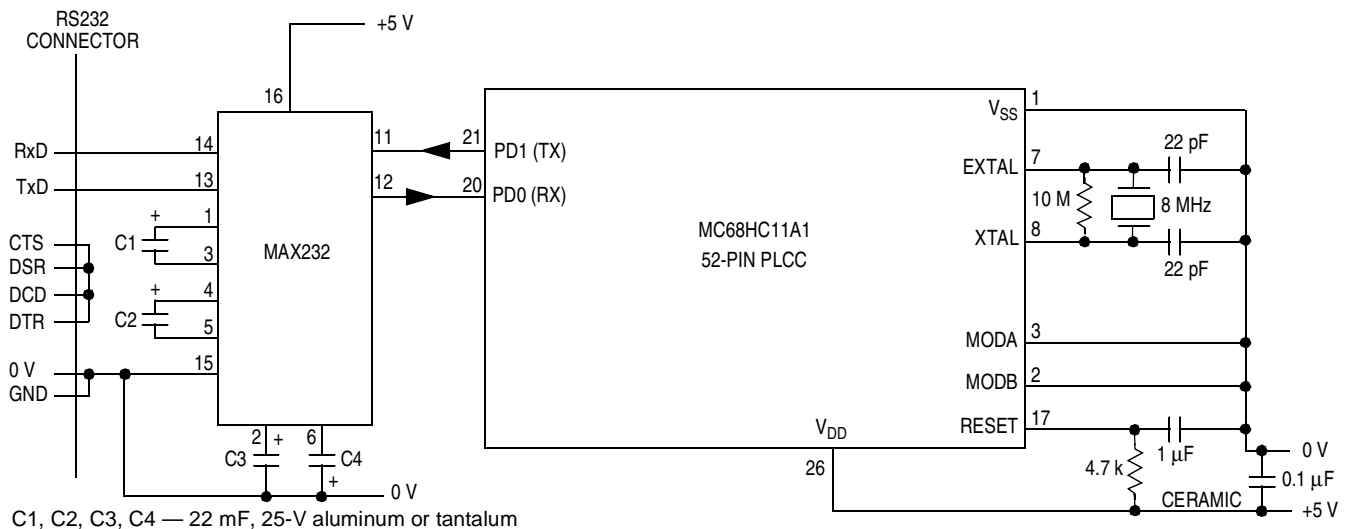 RS232
CONNECTOR
+5 V
16
RxD
14
TxD
13
1
+
C1
3
CTS
DSR
DCD
DTR
4
+
C2
5
0 V
15
GND
MAX232
11
12
2
+
C3
6
C4
+
0 V
21
PD1 (TX)
20
PD0 (RX)
MC68HC11A1
52-PIN PLCC
VSS
1
EXTAL
7
22 pF
10 M
8 MHz
XTAL
8
22 pF
MODA
3
MODB
2
RESET
17
VDD
26
4.7 k
1 µF
0 V
0.1 µF
CERAMIC
+5 V
C1, C2, C3, C4 — 22 mF, 25-V aluminum or tantalum